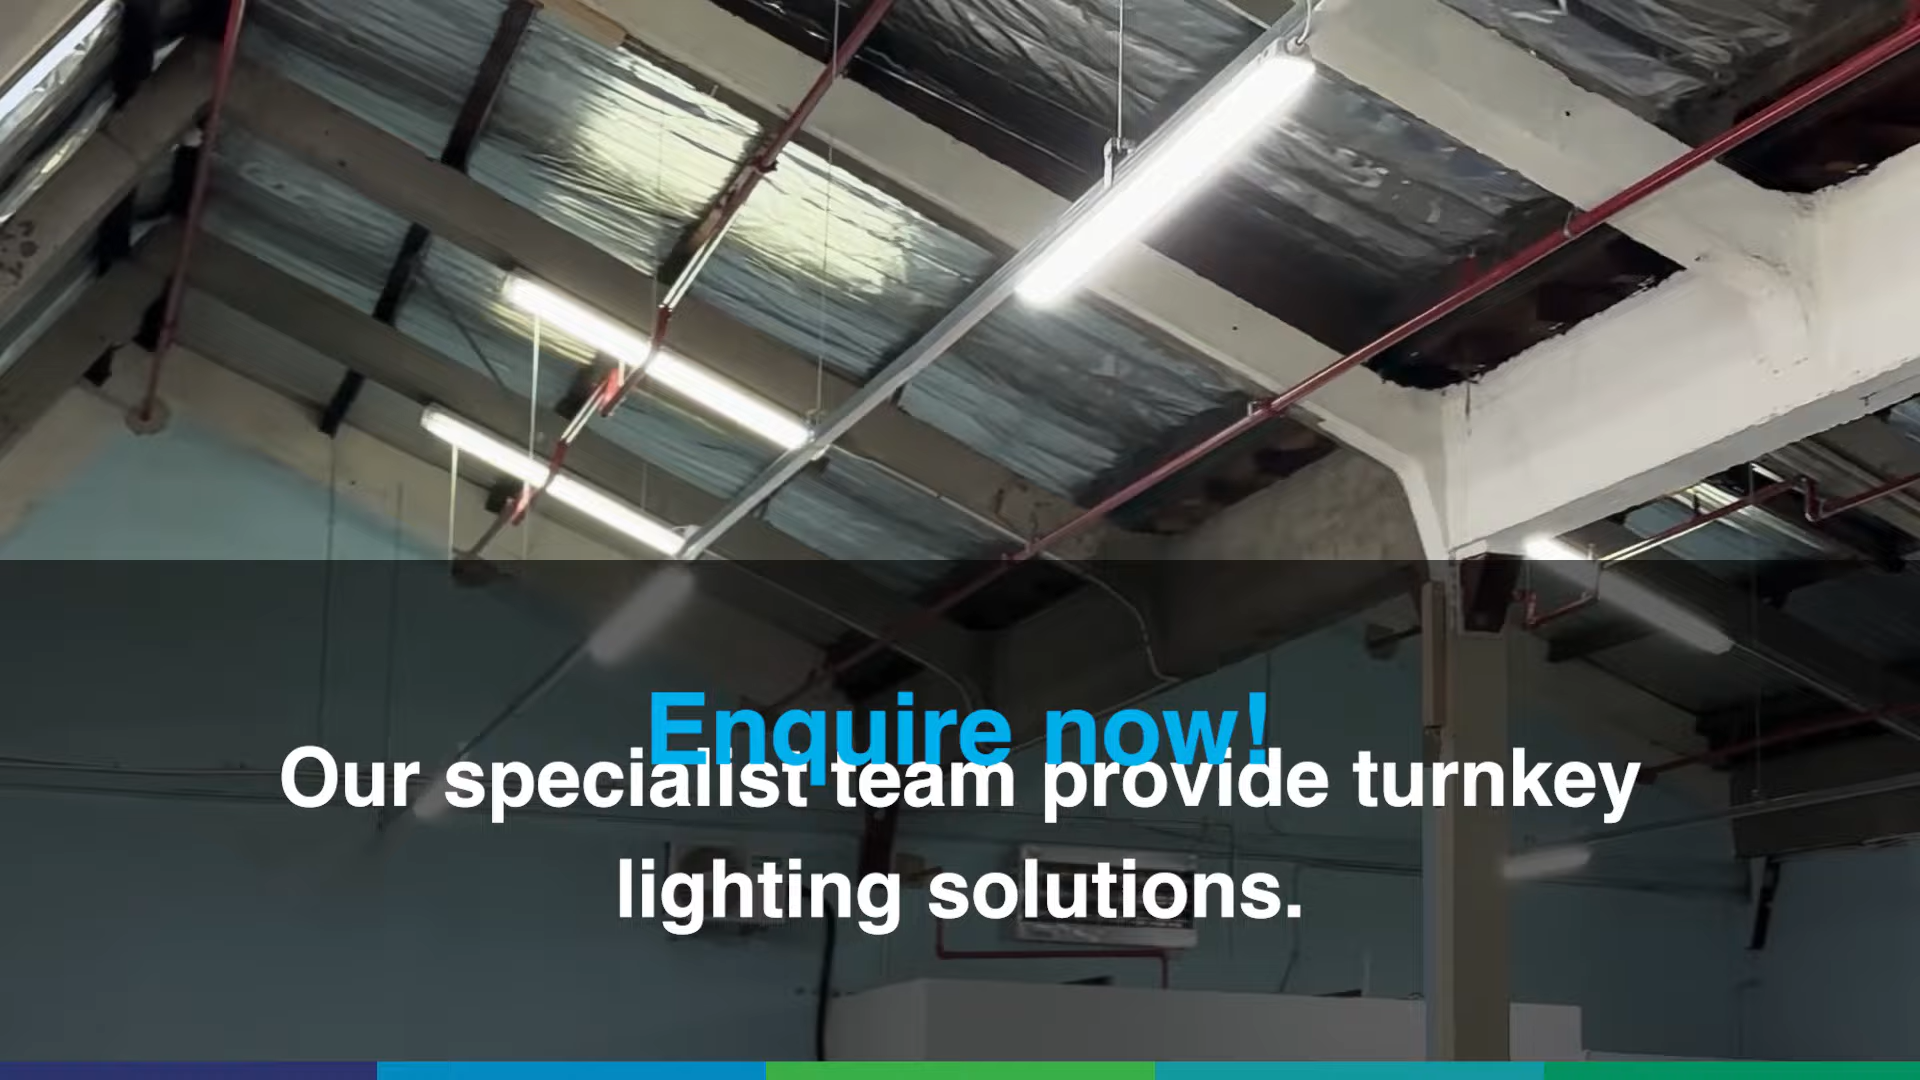 Enquire now!
Our specialist team provide turnkey
lighting solutions.